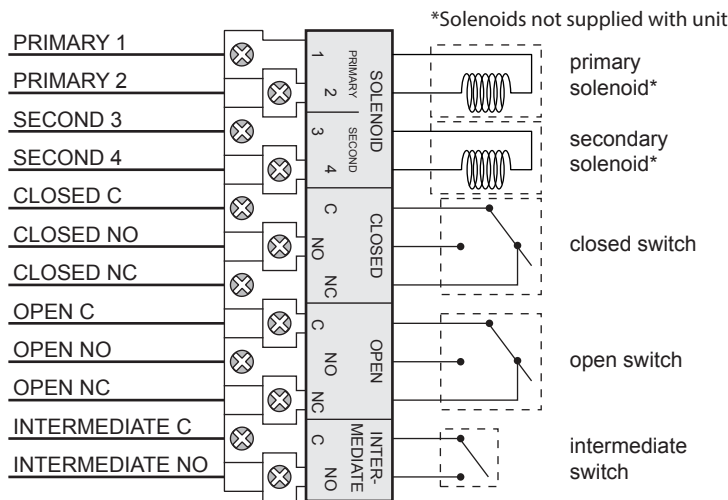 *Solenoids not supplied with unit
PRIMARY 1
PRIMARY 2
SECOND 3
SECOND 4
CLOSED C
CLOSED NO
CLOSED NC
OPEN C
OPEN NO
OPEN NC
INTERMEDIATE C
INTERMEDIATE NO
1
2
PRIMARY
3
4
SECOND
SOLENOID
C
NO
NC
CLOSED
C
NO
NC
OPEN
C
NO
INTER-
MEDIATE
primary
solenoid*
secondary
solenoid*
closed switch
open switch
intermediate
switch